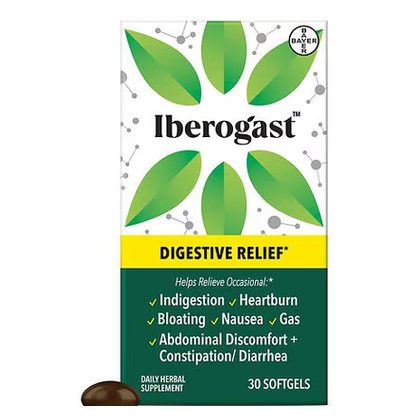 BAYER
BAYER
Iberogast™
DIGESTIVE RELIEF*
Helps Relieve Occasional:*
✓ Indigestion ✓ Heartburn
✓ Bloating ✓ Nausea ✓ Gas
✓ Abdominal Discomfort +
Constipation/ Diarrhea
DAILY HERBAL
SUPPLEMENT
30 SOFTGELS